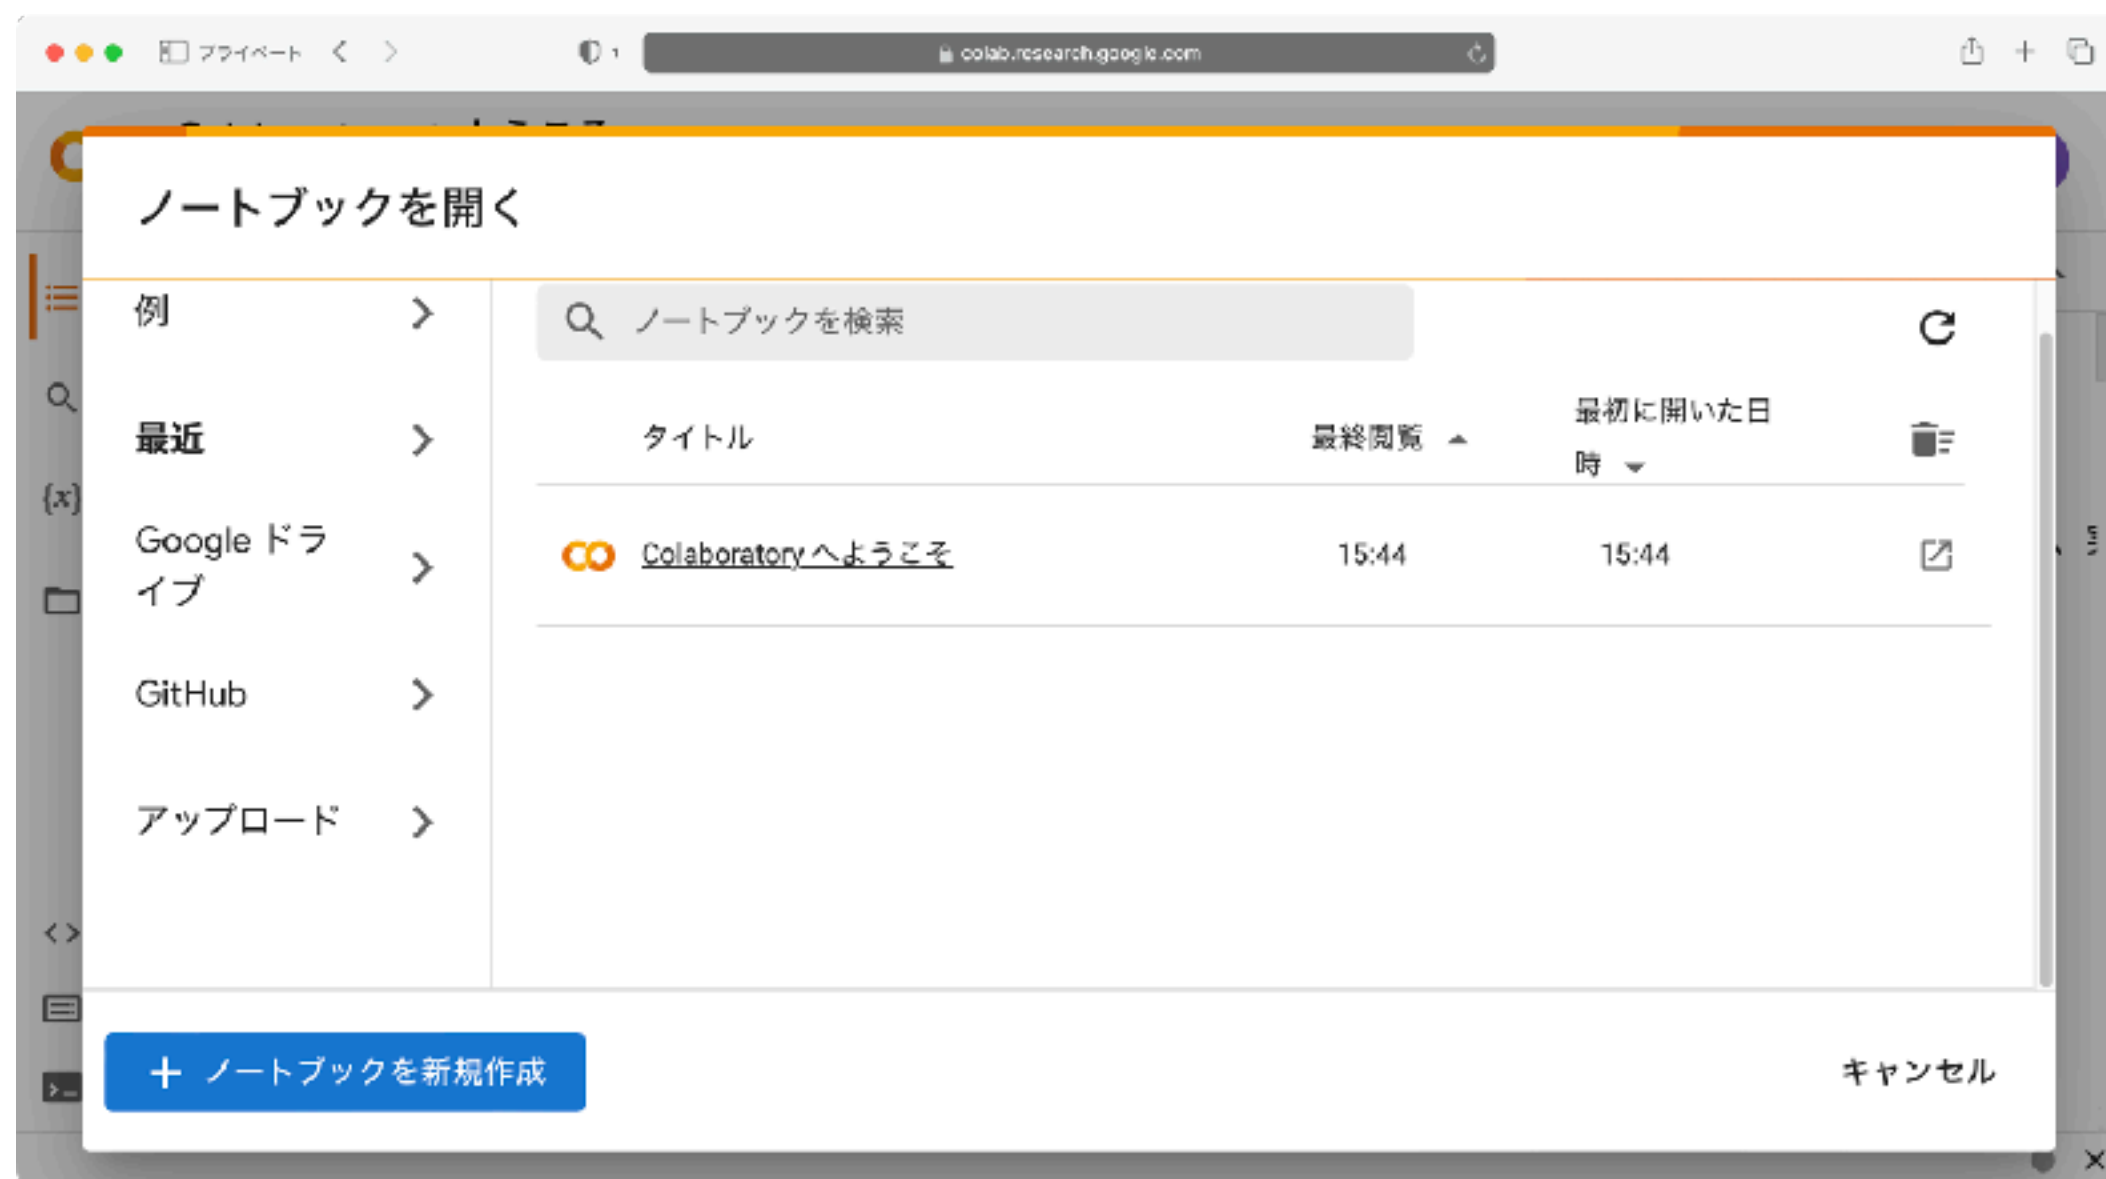 プライベート
1
colab.research.google.com
ノートブックを開く
例
最近
Google ドラ
イブ
GitHub
アップロード
ノートブックを検索
タイトル
最終閲覧
最初に開いた日
時
Colaboratory へようこそ
15:44
15:44
{x}
+ ノートブックを新規作成
キャンセル